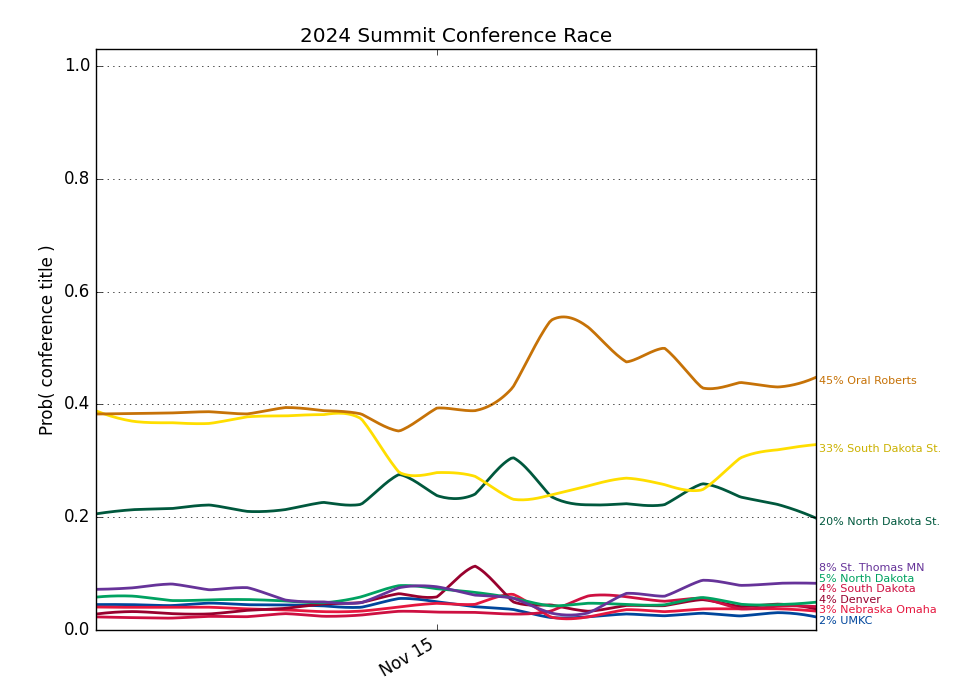 2024 Summit Conference Race
Prob( conference title )
1.0
0.8
0.6
0.4
0.2
0.0
Nov 15
45% Oral Roberts
33% South Dakota St.
20% North Dakota St.
8% St. Thomas MN
5% North Dakota
4% South Dakota
4% Denver
3% Nebraska Omaha
2% UMKC